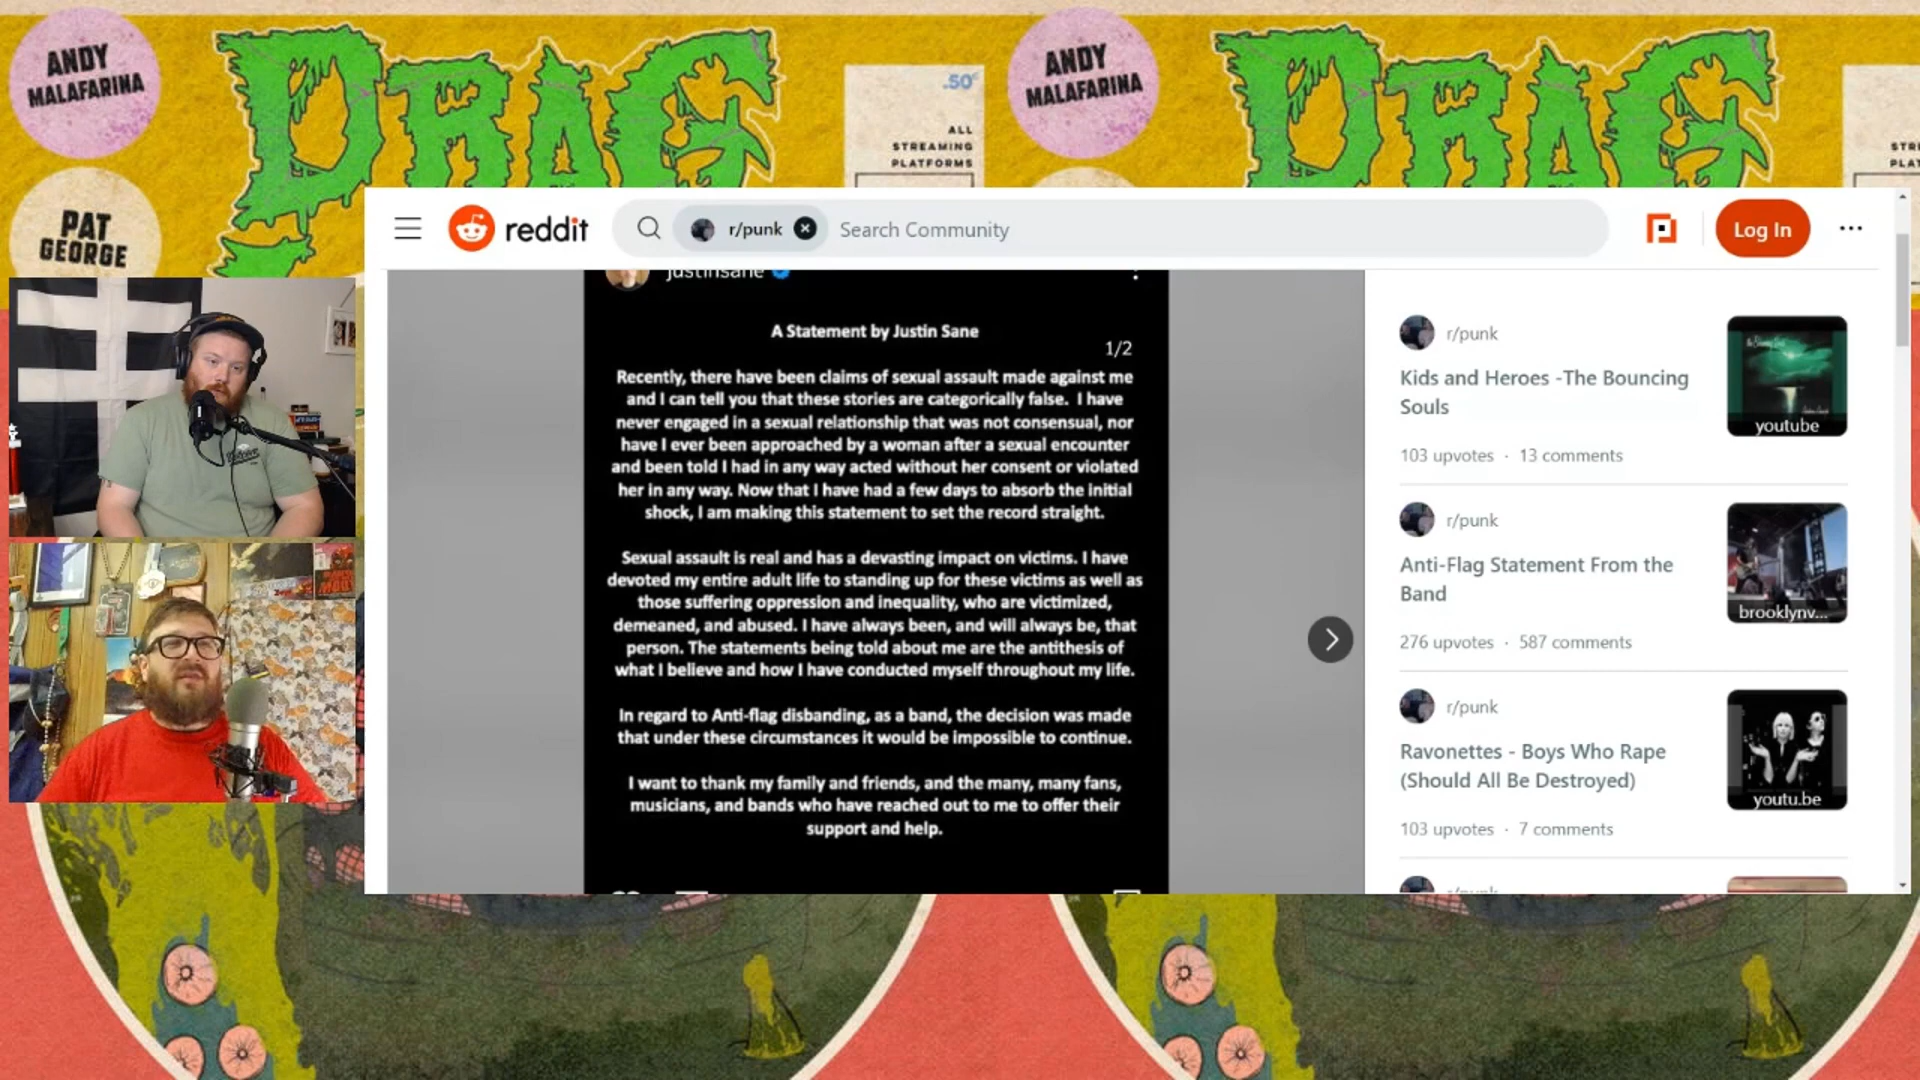 ANDY
MALAFARINA
DRAG
.50¢
ALL
STREAMING
PLATFORMS
ANDY
MALAFARINA
DRAG
PAT
GEORGE
reddit
r/punk
Search Community
Log In
justinsane
A Statement by Justin Sane
1/2
Recently, there have been claims of sexual assault made against me
and I can tell you that these stories are categorically false. I have
never engaged in a sexual relationship that was not consensual, nor
have I ever been approached by a woman after a sexual encounter
and been told I had in any way acted without her consent or violated
her in any way. Now that I have had a few days to absorb the initial
shock, I am making this statement to set the record straight.
Sexual assault is real and has a devasting impact on victims. I have
devoted my entire adult life to standing up for these victims as well as
those suffering oppression and inequality, who are victimized,
demeaned, and abused. I have always been, and will always be, that
person. The statements being told about me are the antithesis of
what I believe and how I have conducted myself throughout my life.
In regard to Anti-flag disbanding, as a band, the decision was made
that under these circumstances it would be impossible to continue.
I want to thank my family and friends, and the many, many fans,
musicians, and bands who have reached out to me to offer their
support and help.
r/punk
Kids and Heroes -The Bouncing
Souls
youtube
103 upvotes · 13 comments
r/punk
Anti-Flag Statement From the
Band
brooklynv...
276 upvotes · 587 comments
r/punk
Ravonettes - Boys Who Rape
(Should All Be Destroyed)
youtu.be
103 upvotes · 7 comments
r/punk